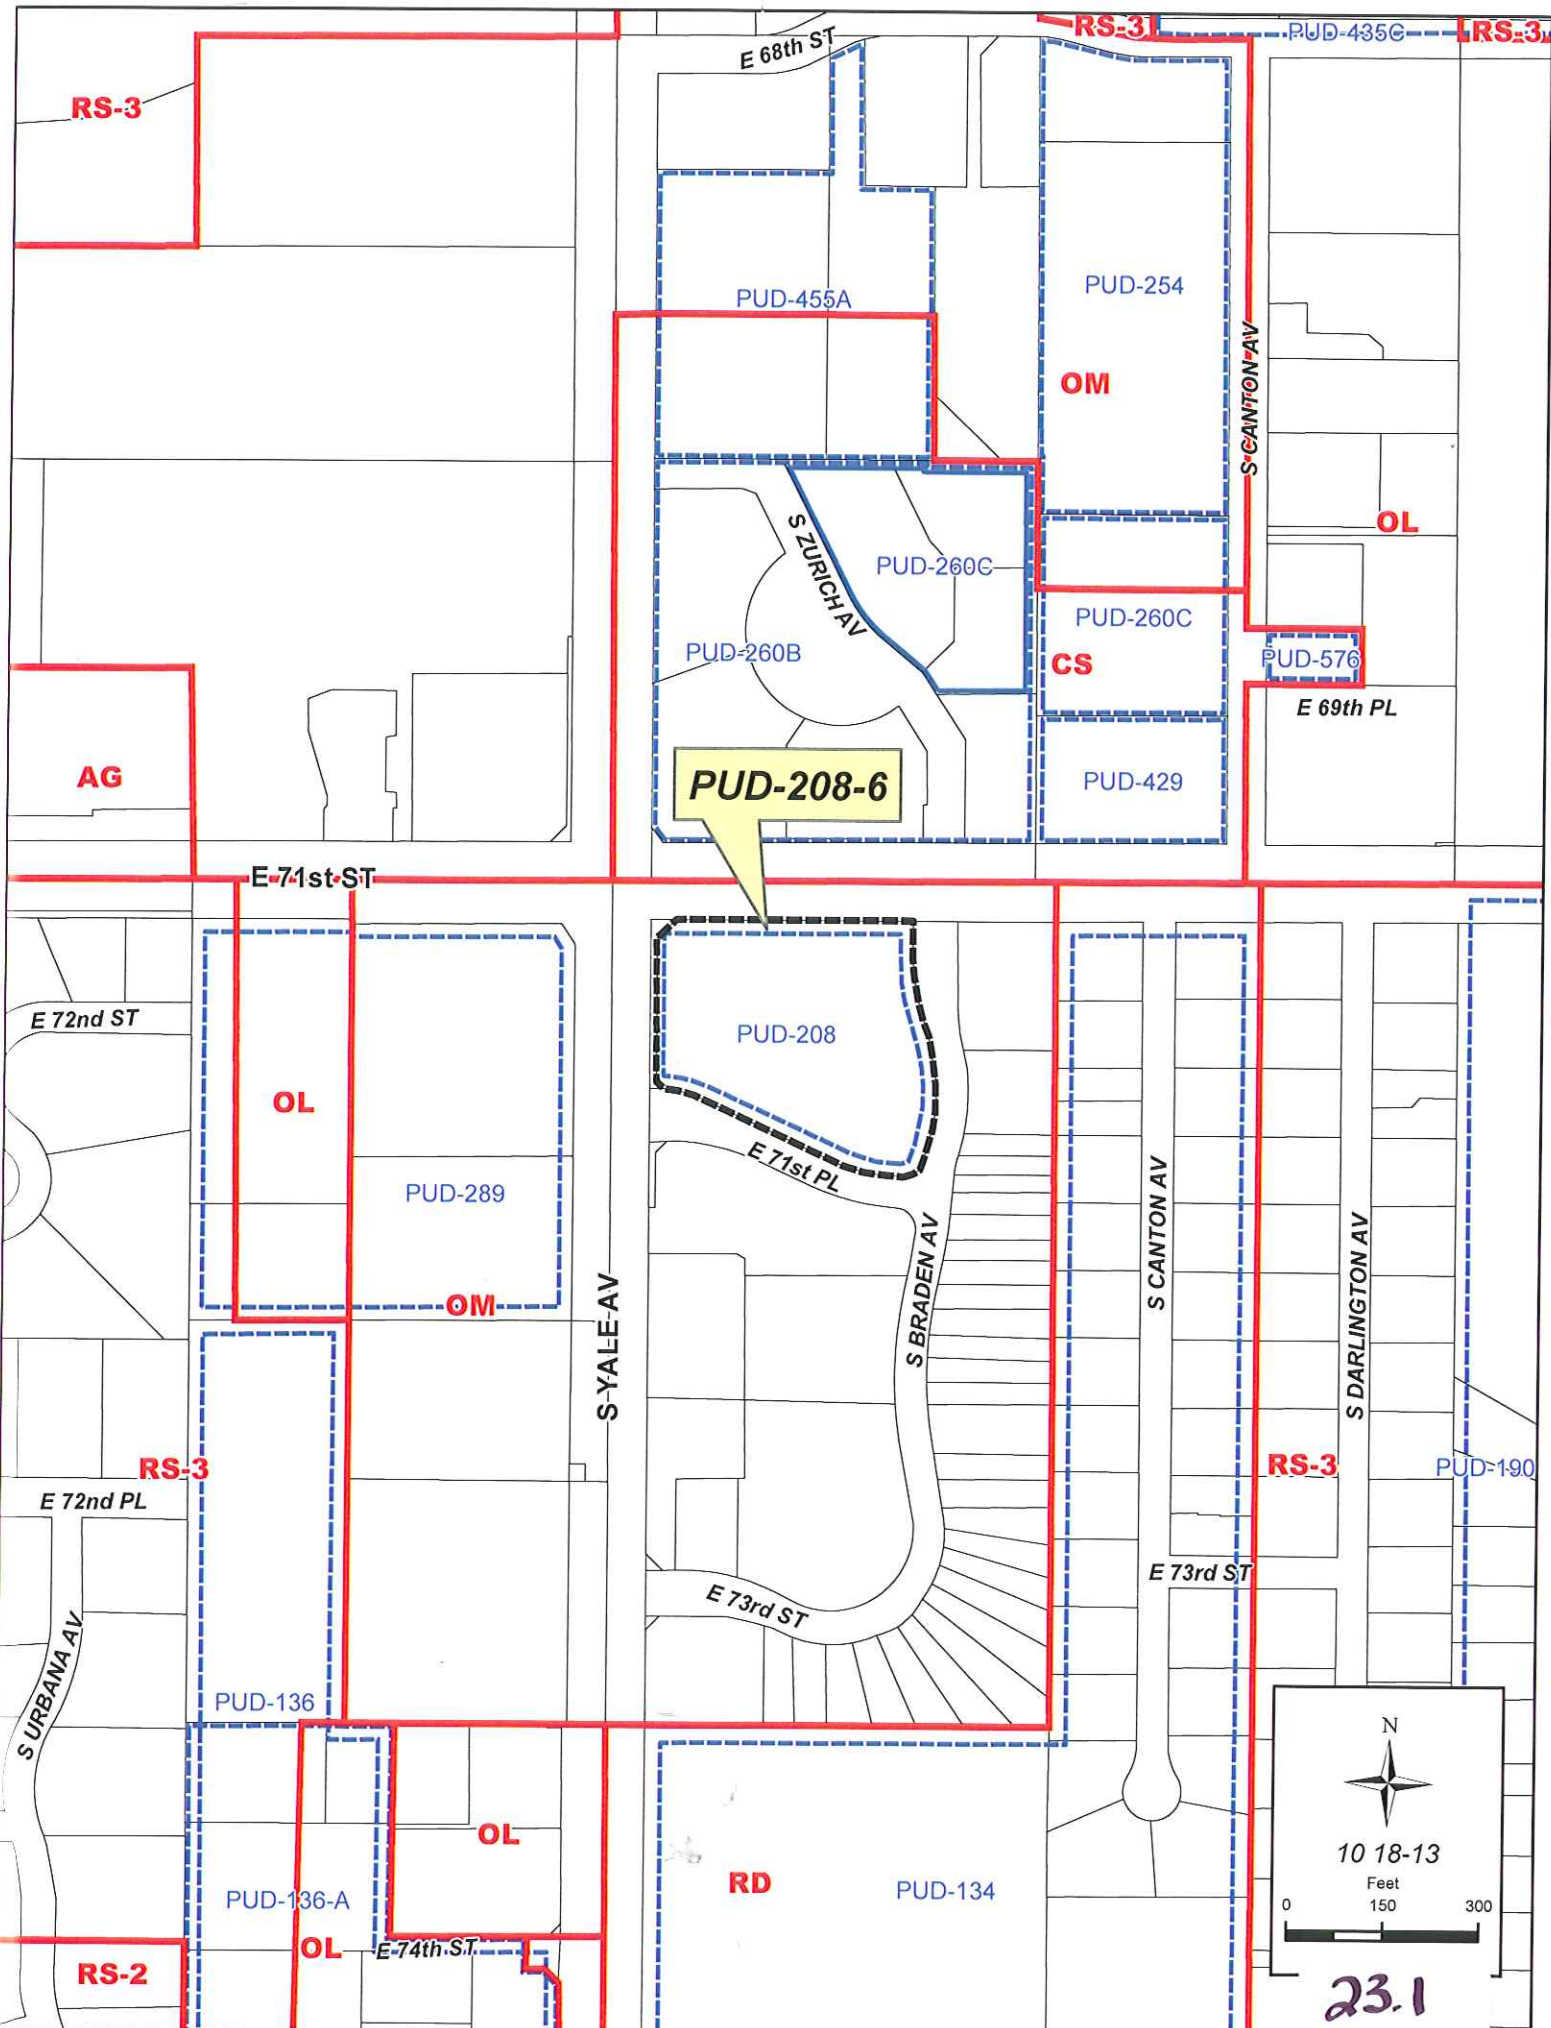 RS-3
PUD-435C
RS-3
E 68th ST
RS-3
PUD-455A
PUD-254
OM
S CANTON AV
OL
S ZURICH AV
PUD-260C
PUD-260C
PUD-260B
CS
PUD-576
E 69th PL
AG
PUD-208-6
PUD-429
E 71st ST
E 72nd ST
PUD-208
OL
E 71st PL
PUD-289
OM
S YALE AV
S BRADEN AV
S CANTON AV
S DARLINGTON AV
RS-3
RS-3
PUD-190
E 72nd PL
E 73rd ST
E 73rd ST
S URBANA AV
PUD-136
N
OL
10 18-13
Feet
0 150 300
RD
PUD-134
PUD-136-A
OL
E 74th ST
RS-2
23.1